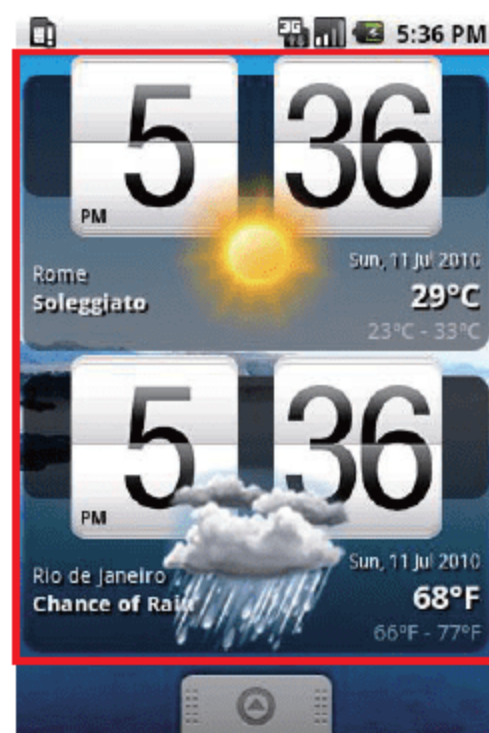 3G 5:36 PM
5 36
PM
Sun, 11 Jul 2010
Rome
29°C
Soleggiato
23°C - 33°C
5 36
PM
Sun, 11 Jul 2010
Rio de Janeiro
68°F
Chance of Rain
66°F - 77°F